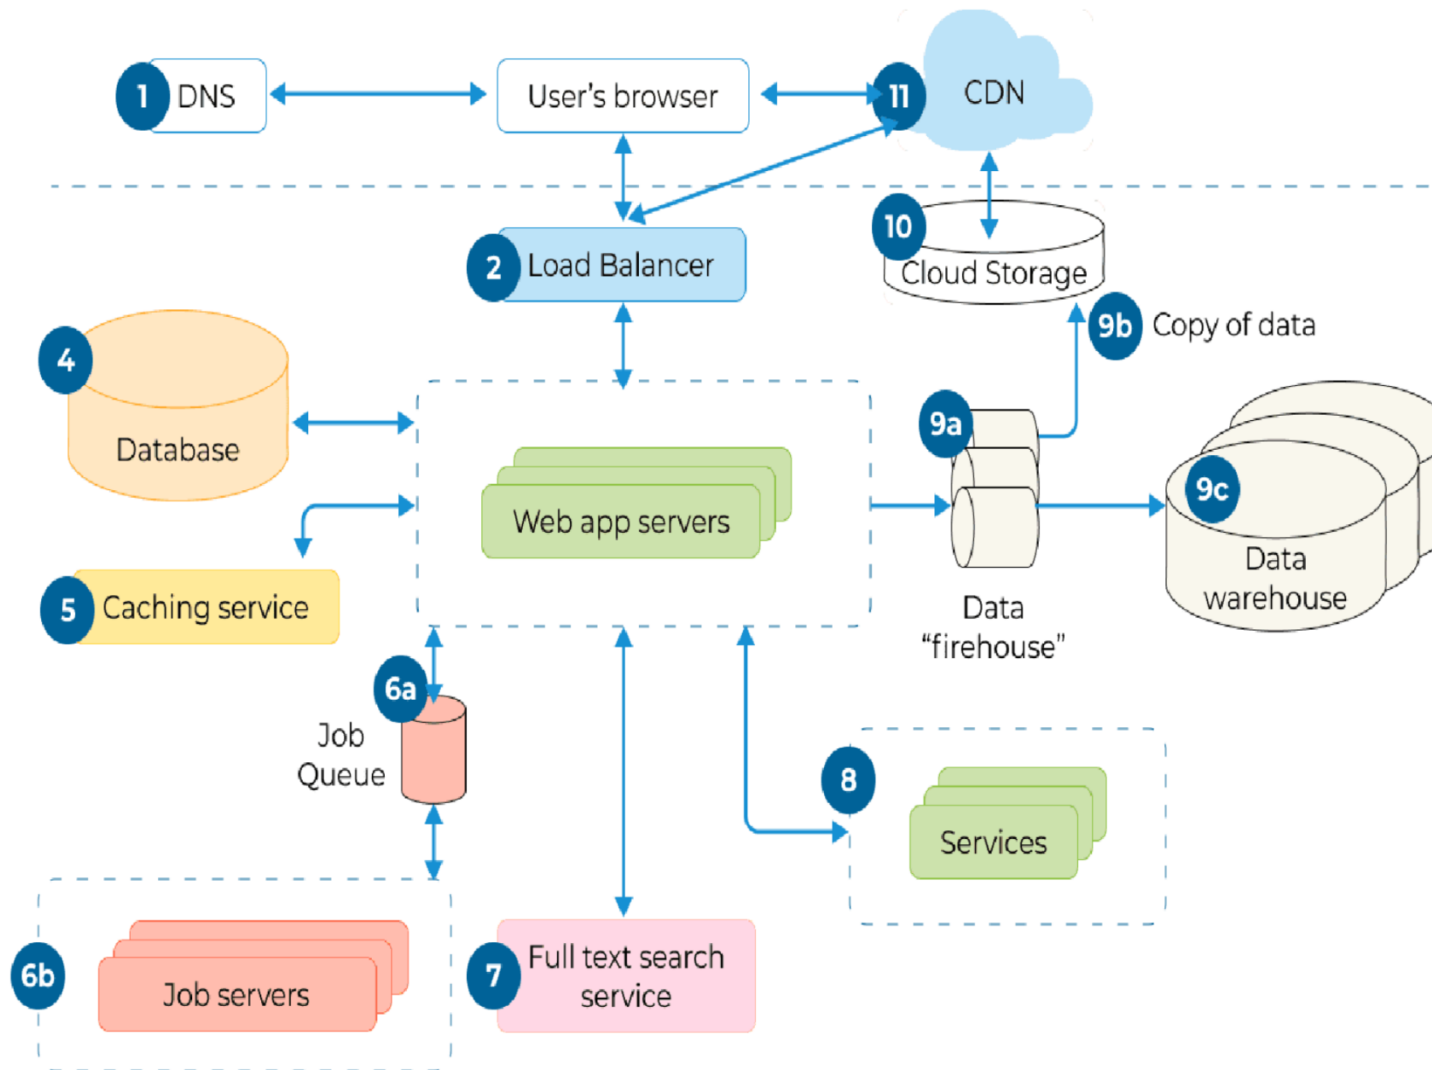 1 DNS
User's browser
11 CDN
10
Cloud Storage
2 Load Balancer
9b Copy of data
4
Database
9a
9c
Web app servers
Data
warehouse
5 Caching service
Data
“firehouse”
6a
Job
Queue
8
Services
6b
Job servers
7
Full text search
service